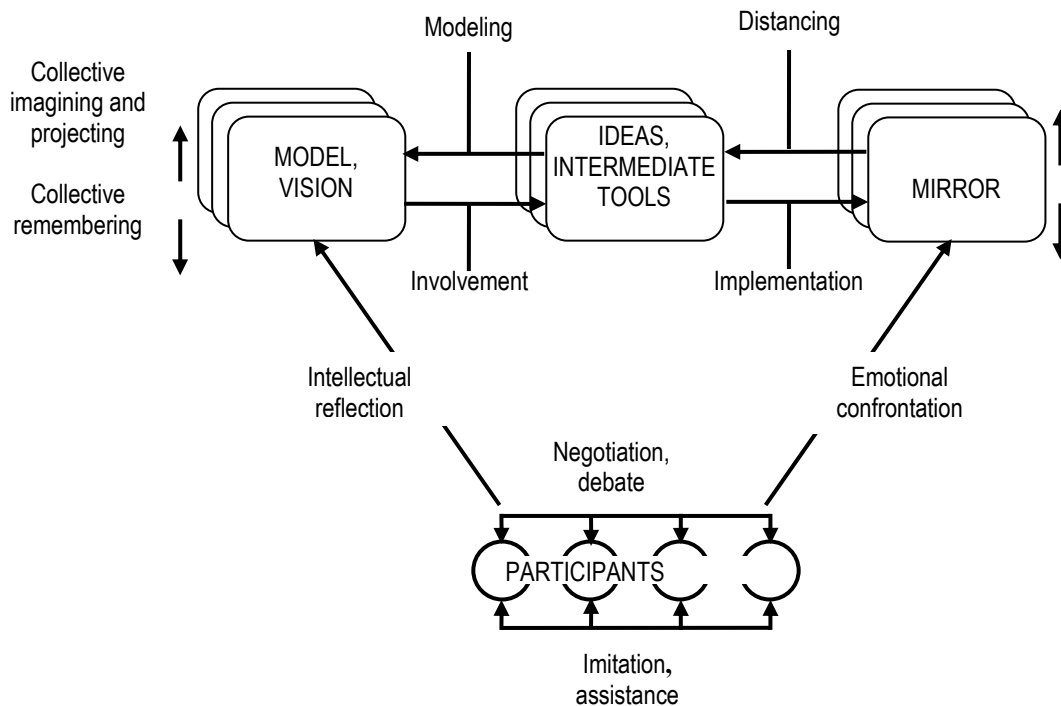 Modeling
Distancing
Collective
imagining and
projecting
Collective
remembering
MODEL,
VISION
IDEAS,
INTERMEDIATE
TOOLS
MIRROR
Involvement
Implementation
Intellectual
reflection
Emotional
confrontation
Negotiation,
debate
PARTICIPANTS
Imitation,
assistance